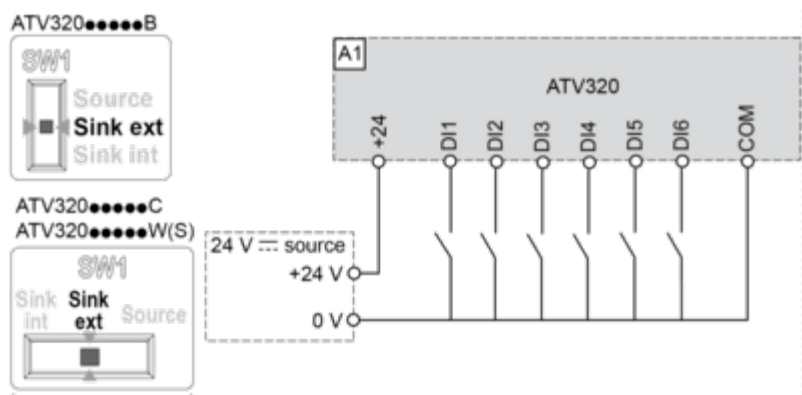 ATV320●●●●●B
SW1
Source
Sink ext
Sink int
ATV320●●●●●C
ATV320●●●●●W(S)
SW1
Sink int
Sink ext
Source
A1
ATV320
+24
DI1
DI2
DI3
DI4
DI5
DI6
COM
24 V ⎓ source
+24 V
0 V